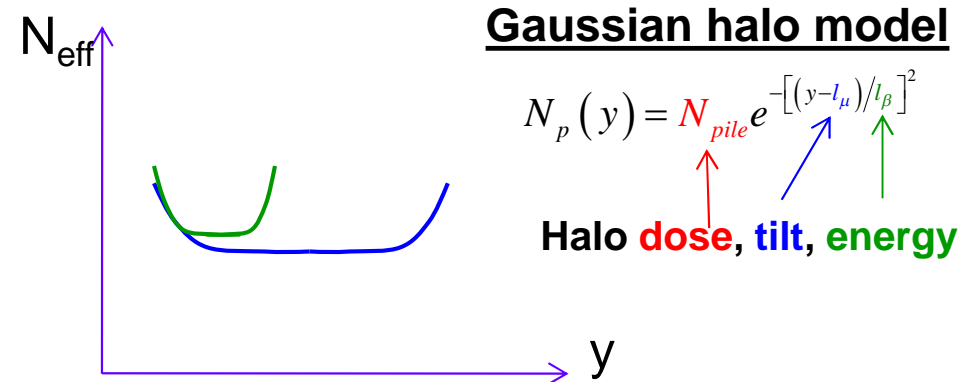 Gaussian halo model
N_eff
N_p(y) = N_pile e^{-[(y-l_μ)/l_β]^2}
Halo dose, tilt, energy
y